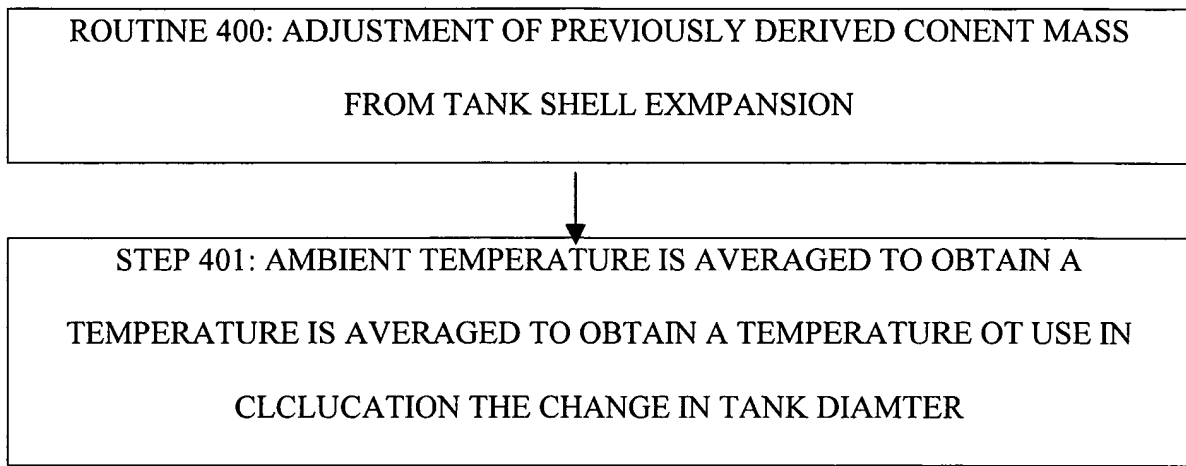 ROUTINE 400: ADJUSTMENT OF PREVIOUSLY DERIVED CONENT MASS
FROM TANK SHELL EXMPANSION
STEP 401: AMBIENT TEMPERATURE IS AVERAGED TO OBTAIN A
TEMPERATURE IS AVERAGED TO OBTAIN A TEMPERATURE OT USE IN
CLCLUCATION THE CHANGE IN TANK DIAMTER